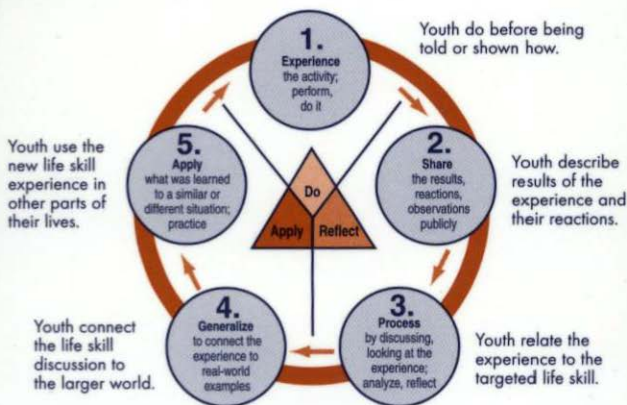 1.
Experience
the activity;
perform,
do it
Youth do before being
told or shown how.
2.
Share
the results,
reactions,
observations
publicly
Youth describe
results of the
experience and
their reactions.
3.
Process
by discussing,
looking at the
experience;
analyze, reflect
Youth relate the
experience to the
targeted life skill.
4.
Generalize
to connect the
experience to
real-world
examples
Youth connect
the life skill
discussion to
the larger world.
5.
Apply
what was learned
to a similar or
different situation;
practice
Youth use the
new life skill
experience in
other parts of
their lives.
Do
Apply
Reflect